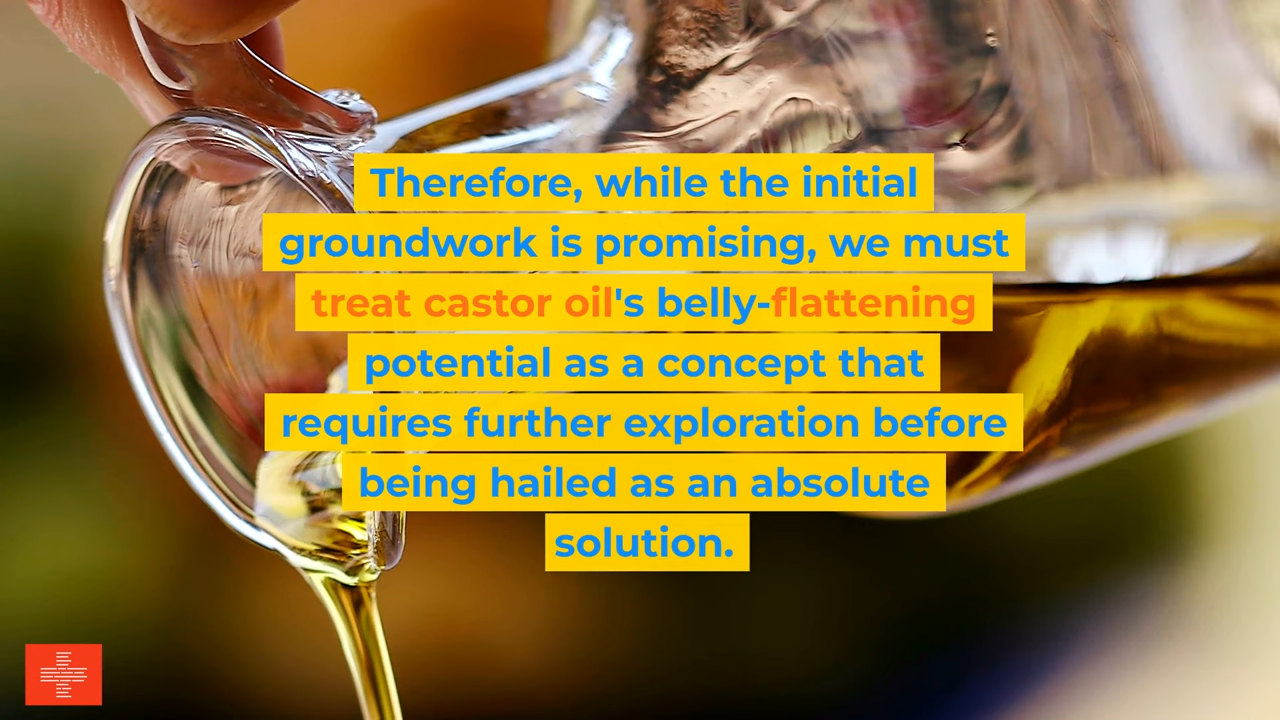 Therefore, while the initial
groundwork is promising, we must
treat castor oil's belly-flattening
potential as a concept that
requires further exploration before
being hailed as an absolute
solution.